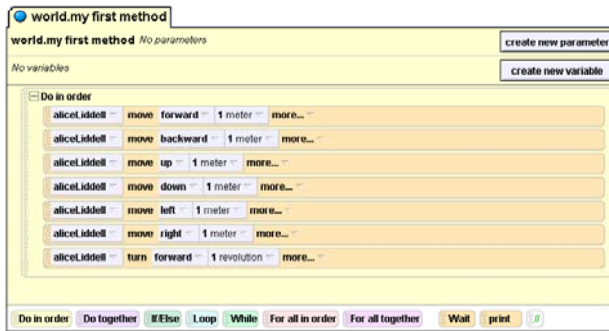 world.my first method
world.my first method No parameters create new parameter
No variables create new variable
Do in order
aliceLiddell move forward 1 meter more...
aliceLiddell move backward 1 meter more...
aliceLiddell move up 1 meter more...
aliceLiddell move down 1 meter more...
aliceLiddell move left 1 meter more...
aliceLiddell move right 1 meter more...
aliceLiddell turn forward 1 revolution more...
Do in order Do together If/Else Loop While For all in order For all together Wait print //